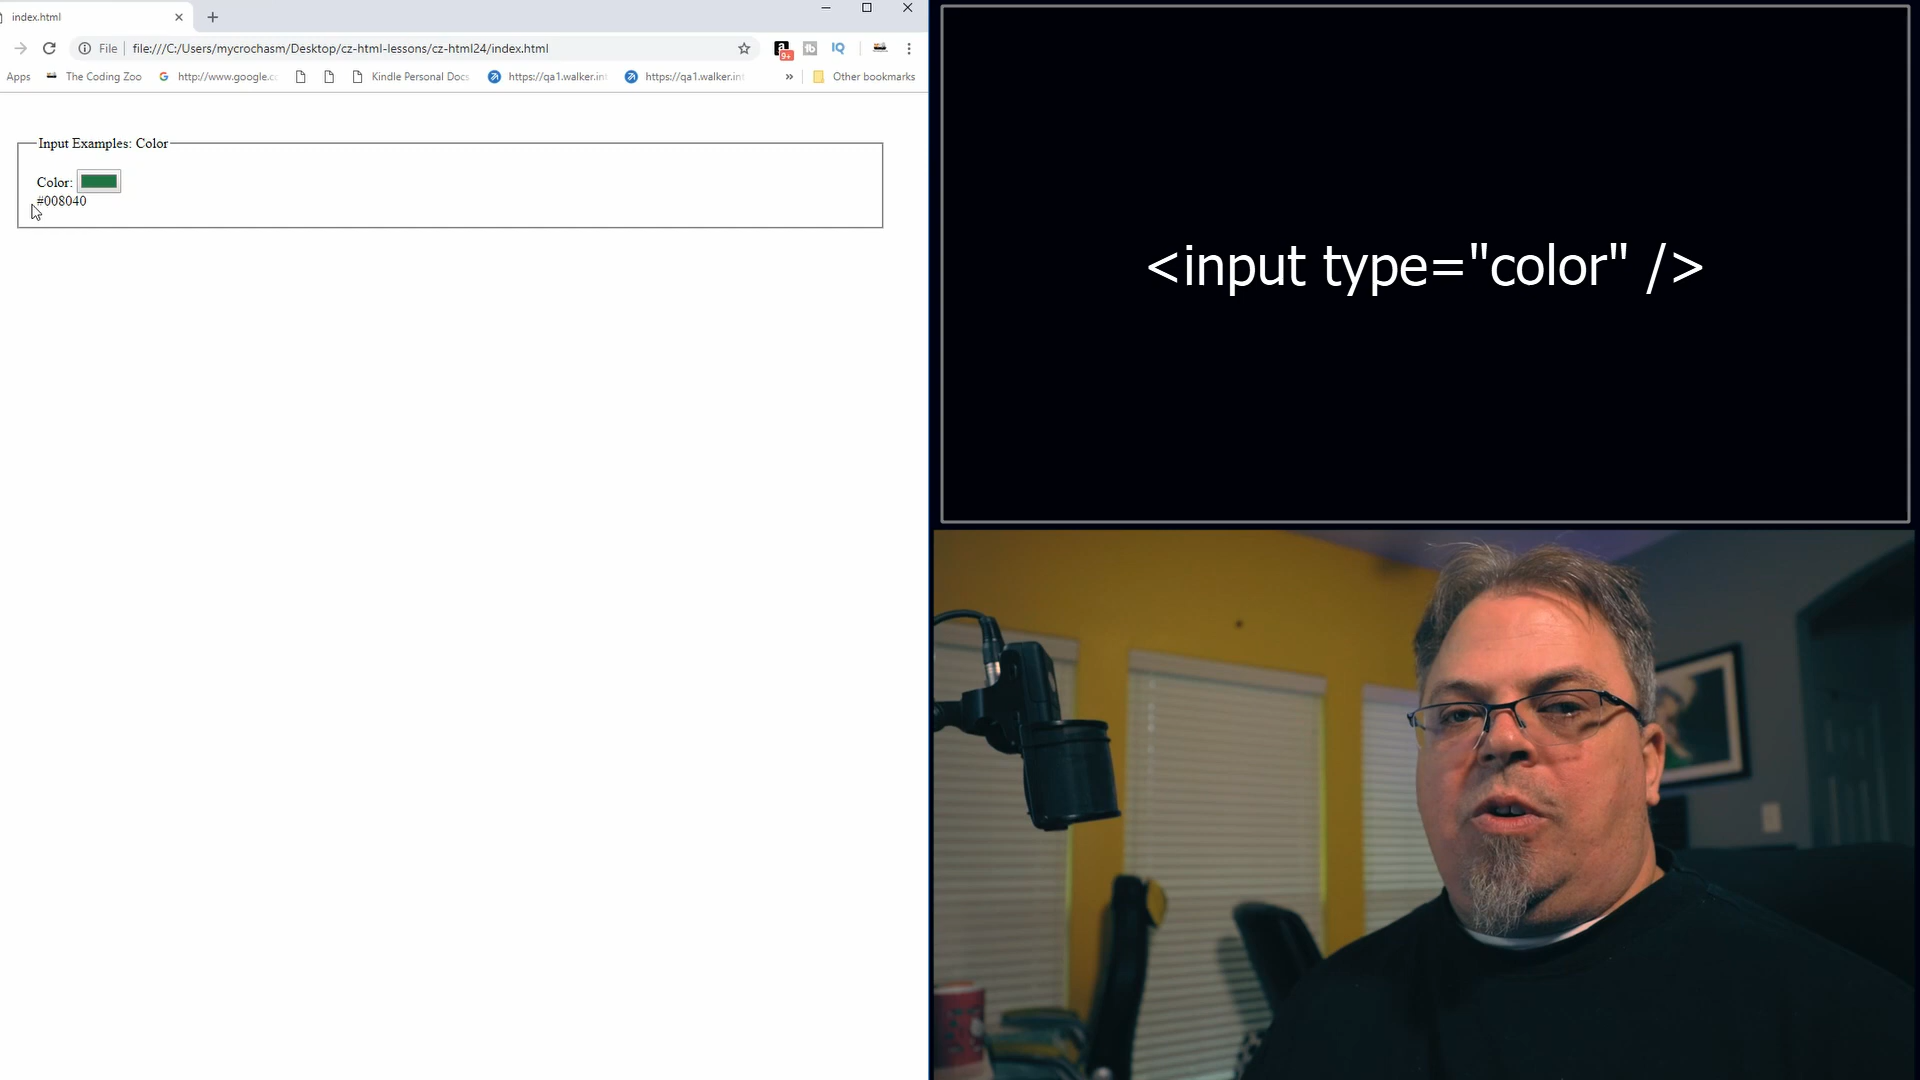 index.html
File file:///C:/Users/mycrochasm/Desktop/cz-html-lessons/cz-html24/index.html
9+
IQ
Apps The Coding Zoo http://www.google.c Kindle Personal Docs https://qa1.walker.in https://qa1.walker.in » Other bookmarks
Input Examples: Color
Color:
#008040
<input type="color" />